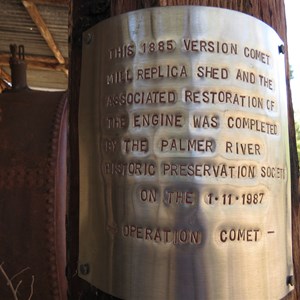 THIS 1885 VERSION COMET
MILL REPLICA SHED AND THE
ASSOCIATED RESTORATION OF
THE ENGINE WAS COMPLETED
BY THE PALMER RIVER
HISTORIC PRESERVATION SOCIETY
ON THE 1·11·1987
- OPERATION COMET -